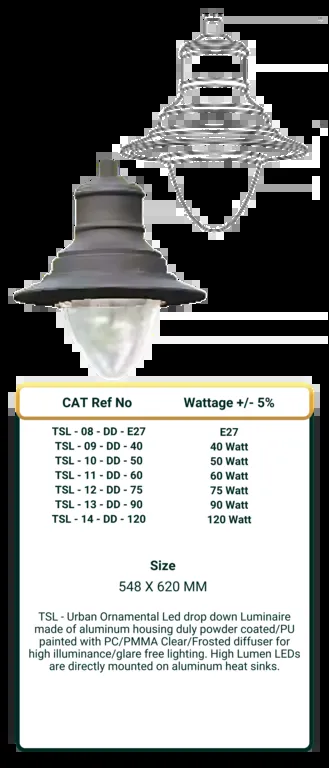 CAT Ref No Wattage +/- 5%
TSL - 08 - DD - E27 E27
TSL - 09 - DD - 40 40 Watt
TSL - 10 - DD - 50 50 Watt
TSL - 11 - DD - 60 60 Watt
TSL - 12 - DD - 75 75 Watt
TSL - 13 - DD - 90 90 Watt
TSL - 14 - DD - 120 120 Watt
Size
548 X 620 MM
TSL - Urban Ornamental Led drop down Luminaire
made of aluminum housing duly powder coated/PU
painted with PC/PMMA Clear/Frosted diffuser for
high illuminance/glare free lighting. High Lumen LEDs
are directly mounted on aluminum heat sinks.